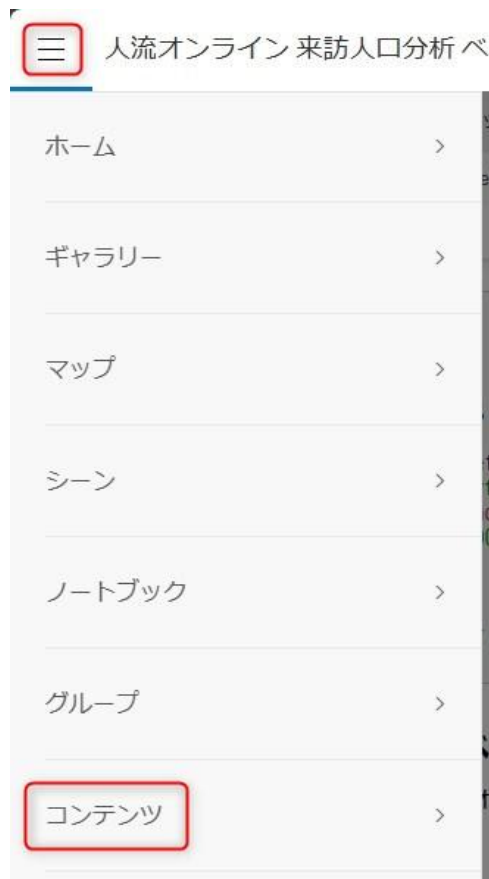 人流オンライン 来訪人口分析 ベ
ホーム
ギャラリー
マップ
シーン
ノートブック
グループ
コンテンツ